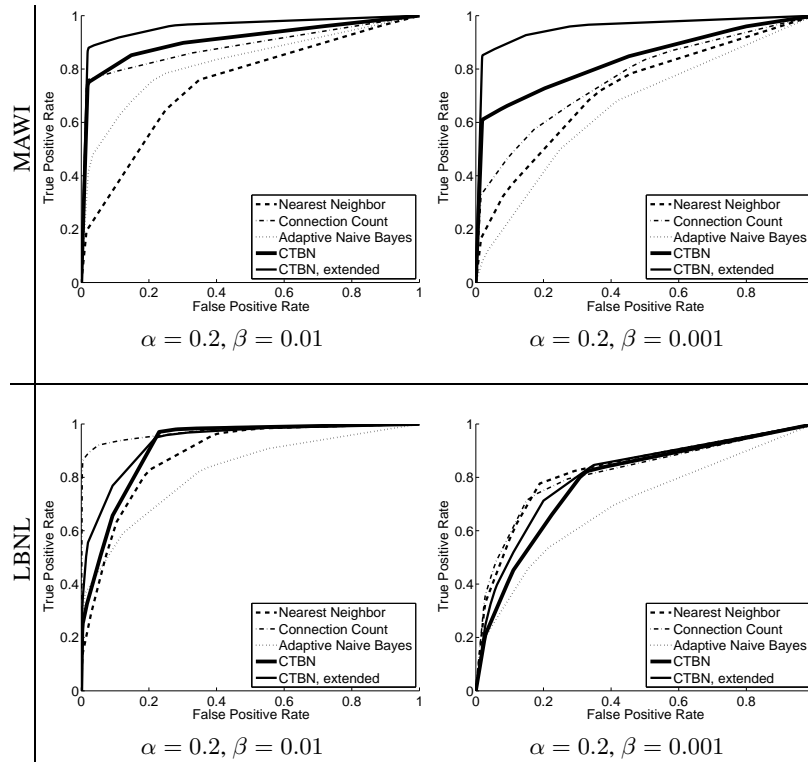 MAWI
True Positive Rate
1
0.8
0.6
0.4
0.2
0
0 0.2 0.4 0.6 0.8 1
False Positive Rate
Nearest Neighbor
Connection Count
Adaptive Naive Bayes
CTBN
CTBN, extended
α = 0.2, β = 0.01
True Positive Rate
1
0.8
0.6
0.4
0.2
0
0 0.2 0.4 0.6 0.8
False Positive Rate
Nearest Neighbor
Connection Count
Adaptive Naive Bayes
CTBN
CTBN, extended
α = 0.2, β = 0.001
LBNL
True Positive Rate
1
0.8
0.6
0.4
0.2
0
0 0.2 0.4 0.6 0.8 1
False Positive Rate
Nearest Neighbor
Connection Count
Adaptive Naive Bayes
CTBN
CTBN, extended
α = 0.2, β = 0.01
True Positive Rate
1
0.8
0.6
0.4
0.2
0
0 0.2 0.4 0.6 0.8
False Positive Rate
Nearest Neighbor
Connection Count
Adaptive Naive Bayes
CTBN
CTBN, extended
α = 0.2, β = 0.001